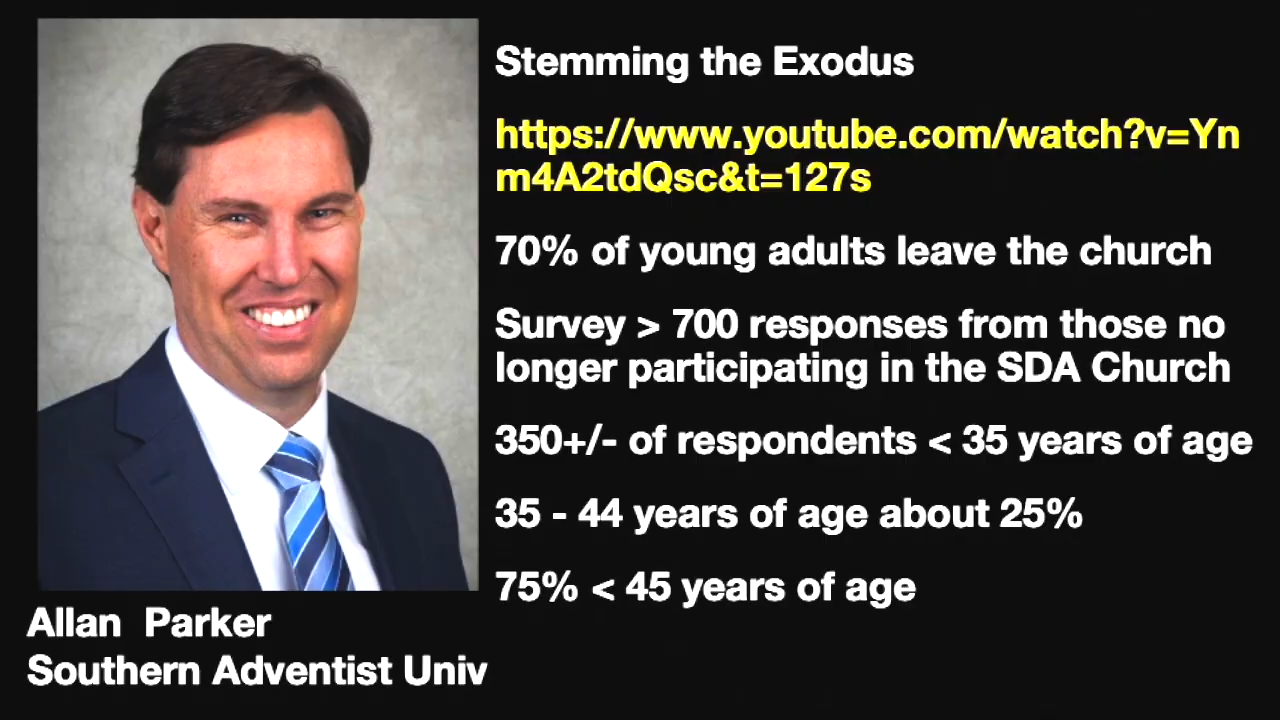 Stemming the Exodus
https://www.youtube.com/watch?v=Yn
m4A2tdQsc&t=127s
70% of young adults leave the church
Survey > 700 responses from those no
longer participating in the SDA Church
350+/- of respondents < 35 years of age
35 - 44 years of age about 25%
75% < 45 years of age
Allan Parker
Southern Adventist Univ